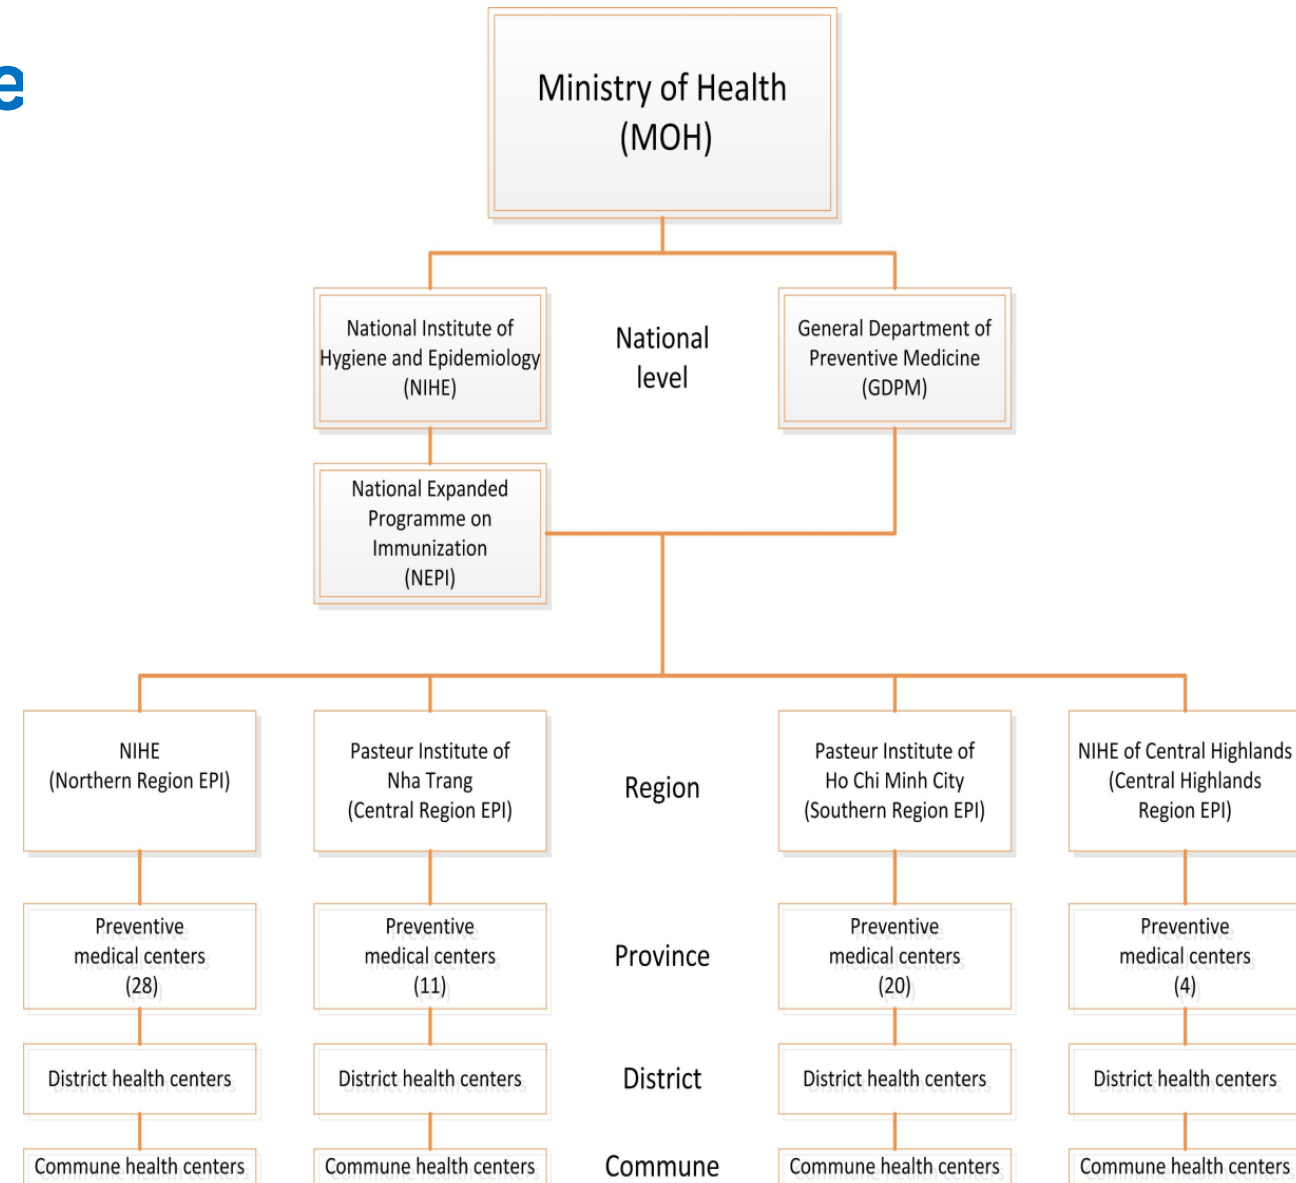 e
Ministry of Health
(MOH)
National Institute of
Hygiene and Epidemiology
(NIHE)
National
level
General Department of
Preventive Medicine
(GDPM)
National Expanded
Programme on
Immunization
(NEPI)
NIHE
(Northern Region EPI)
Pasteur Institute of
Nha Trang
(Central Region EPI)
Region
Pasteur Institute of
Ho Chi Minh City
(Southern Region EPI)
NIHE of Central Highlands
(Central Highlands
Region EPI)
Preventive
medical centers
(28)
Preventive
medical centers
(11)
Province
Preventive
medical centers
(20)
Preventive
medical centers
(4)
District health centers
District health centers
District
District health centers
District health centers
Commune health centers
Commune health centers
Commune
Commune health centers
Commune health centers